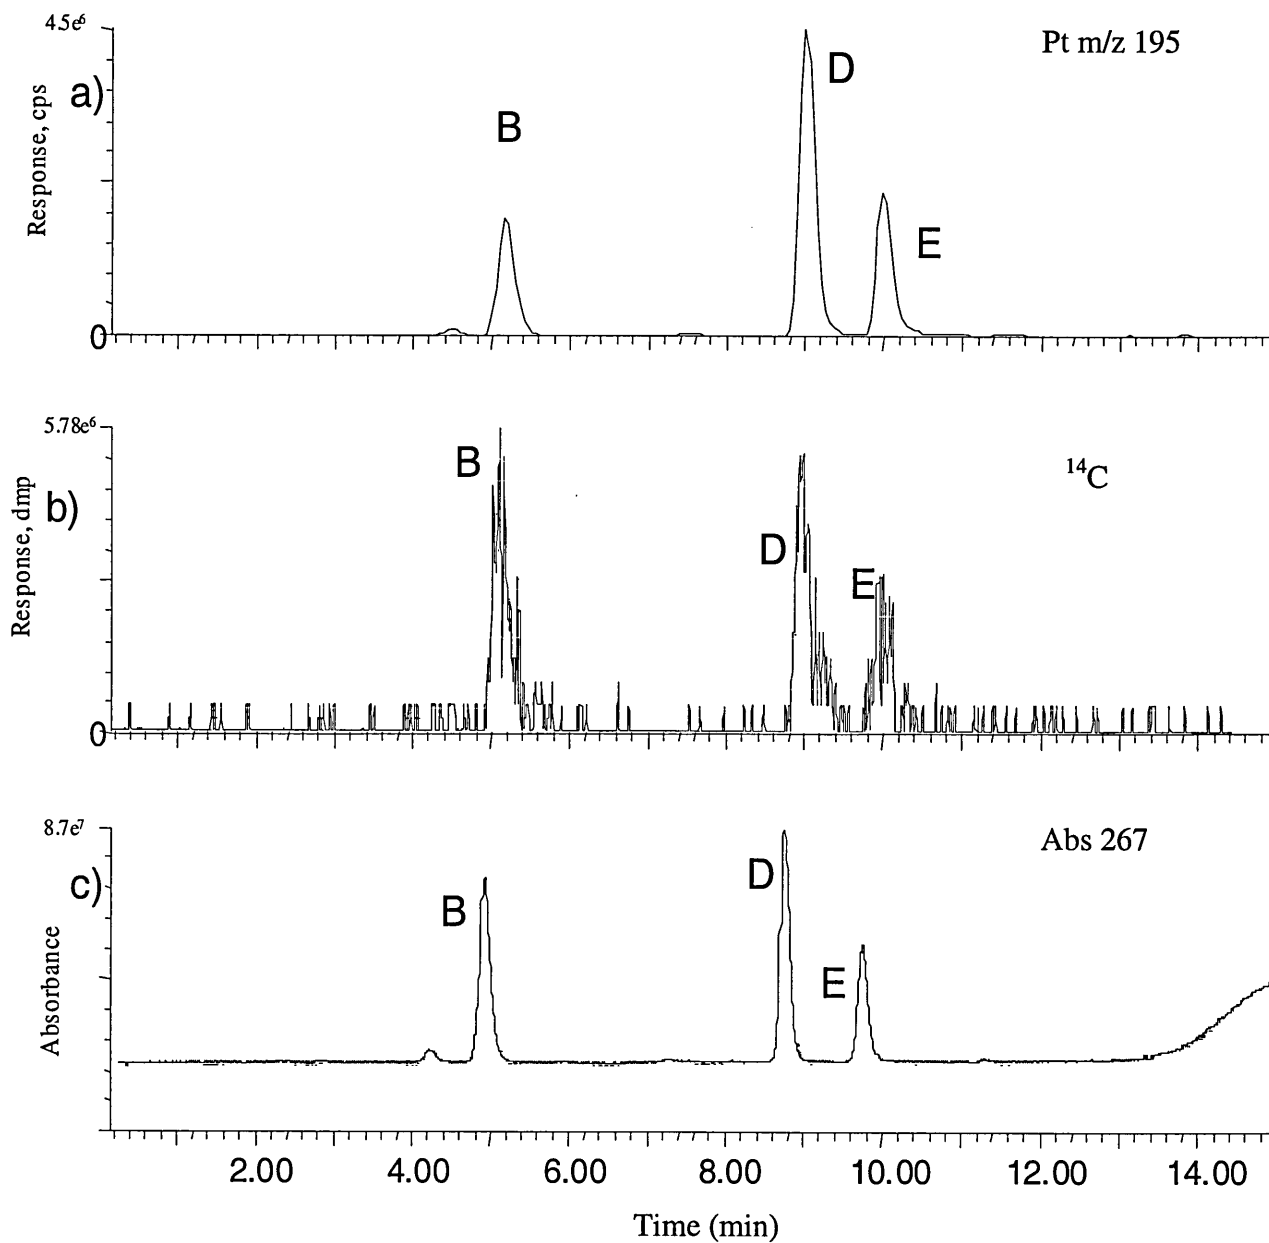 4.5e⁶
Pt m/z 195
a)
D
B
E
Response, cps
0
5.78e⁶
B
¹⁴C
b)
D
E
Response, dmp
0
8.7e⁷
Abs 267
c)
D
B
E
Absorbance
2.00 4.00 6.00 8.00 10.00 12.00 14.00
Time (min)